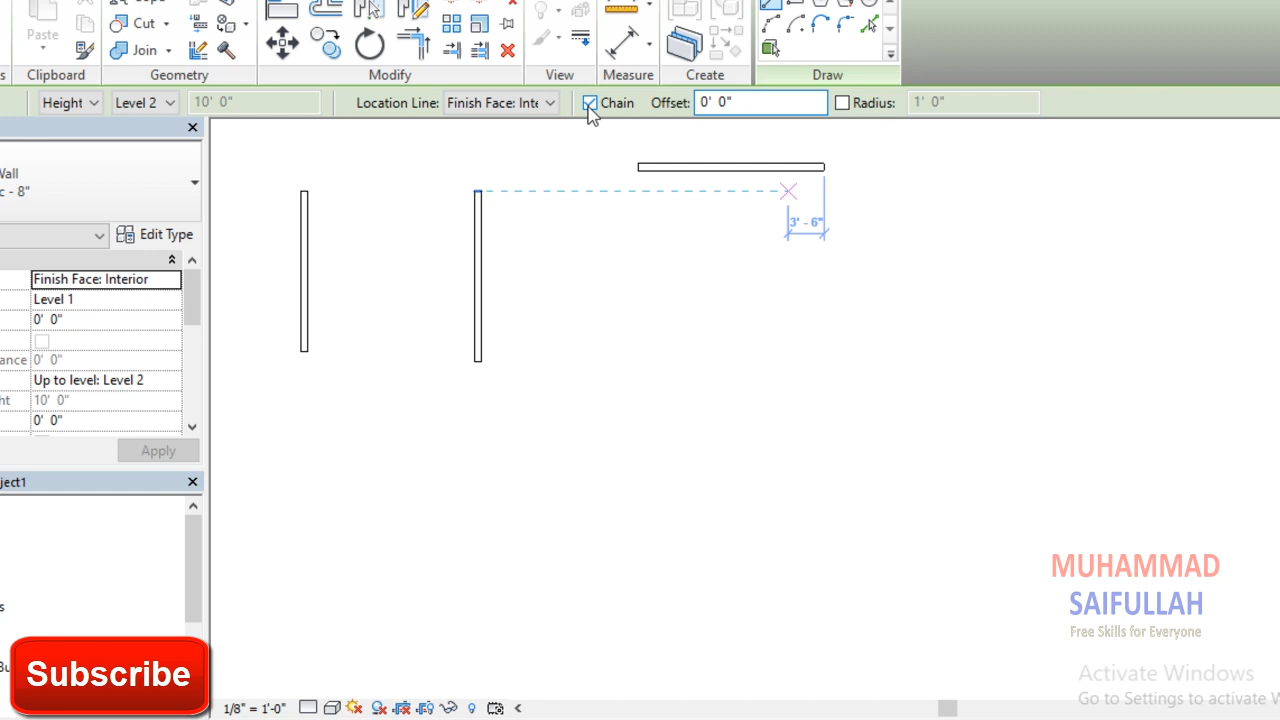 Paste
Cut
Join
s Clipboard Geometry Modify View Measure Create Draw
Height Level 2 10' 0" Location Line: Finish Face: Inte Chain Offset: 0' 0" Radius: 1' 0"
Wall
c - 8"
Edit Type
Finish Face: Interior
Level 1
0' 0"
ance 0' 0"
Up to level: Level 2
ht 10' 0"
0' 0"
Apply
ject1
3' - 6"
s
Bu
Subscribe
MUHAMMAD
SAIFULLAH
Free Skills for Everyone
Activate Windows
Go to Settings to activate W
1/8" = 1'-0"